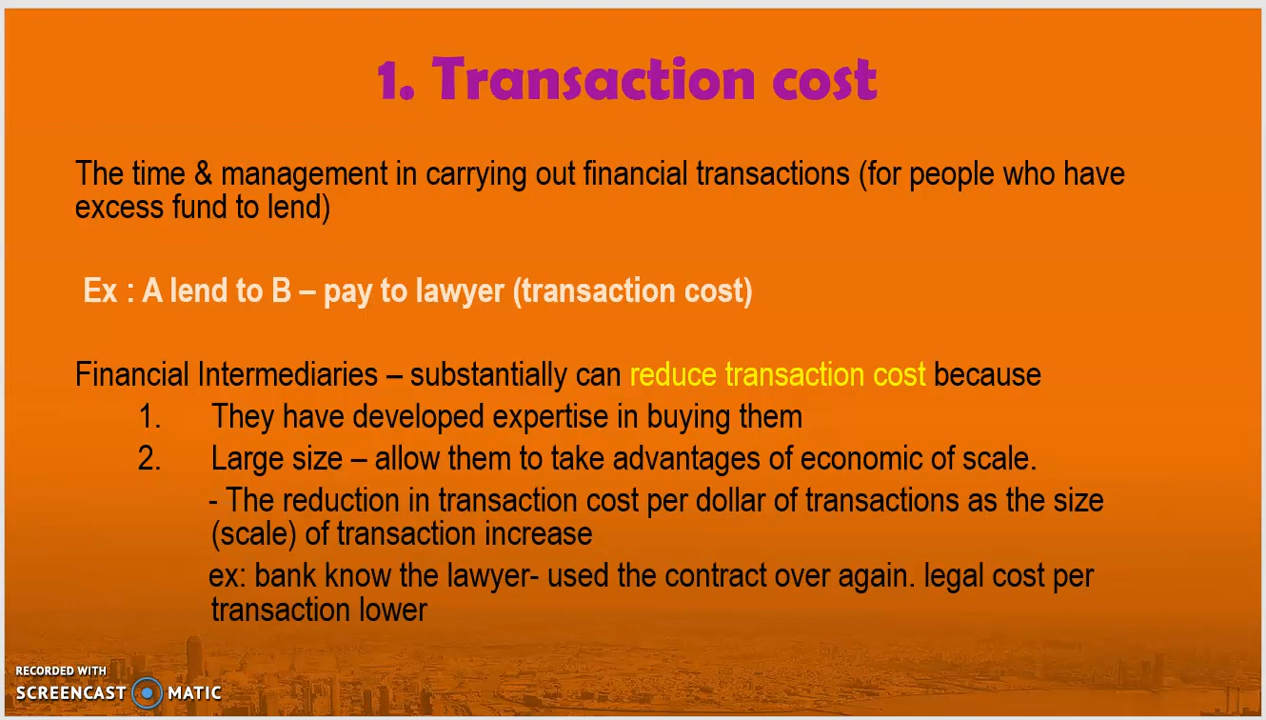 1. Transaction cost
The time & management in carrying out financial transactions (for people who have
excess fund to lend)
Ex : A lend to B – pay to lawyer (transaction cost)
Financial Intermediaries – substantially can reduce transaction cost because
1. They have developed expertise in buying them
2. Large size – allow them to take advantages of economic of scale.
- The reduction in transaction cost per dollar of transactions as the size
(scale) of transaction increase
ex: bank know the lawyer- used the contract over again. legal cost per
transaction lower
RECORDED WITH
SCREENCAST MATIC